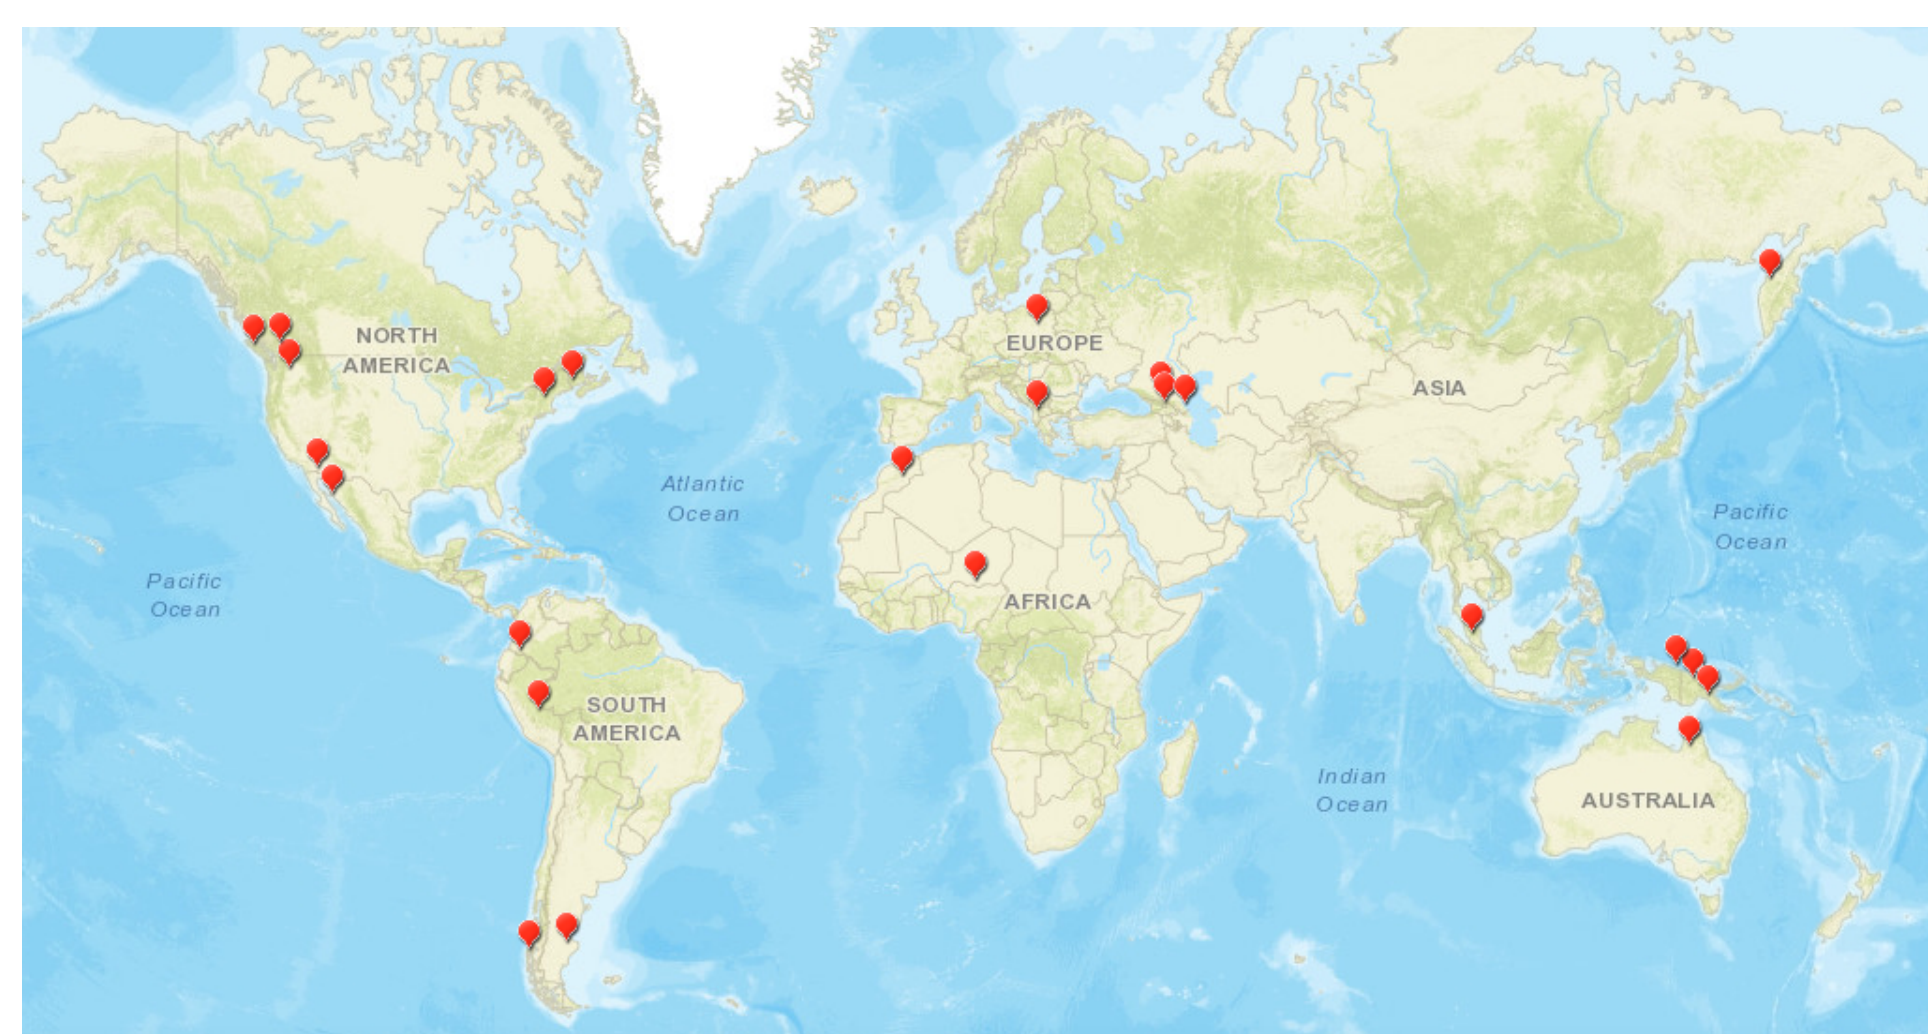 NORTH
AMERICA
EUROPE
ASIA
Atlantic
Ocean
Pacific
Ocean
Pacific
Ocean
AFRICA
SOUTH
AMERICA
Indian
Ocean
AUSTRALIA